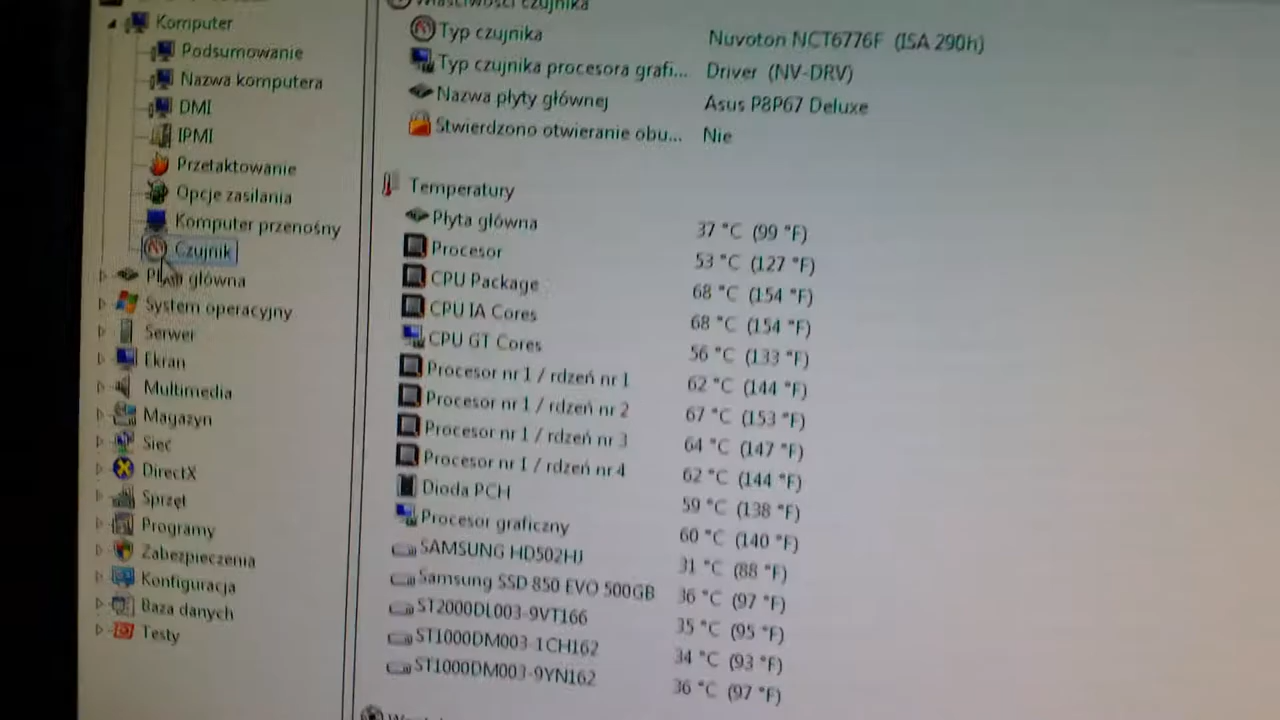 Komputer
Podsumowanie
Nazwa komputera
DMI
IPMI
Przetaktowanie
Opcje zasilania
Komputer przenośny
Czujnik
Płyta główna
System operacyjny
Serwer
Ekran
Multimedia
Magazyn
Sieć
DirectX
Sprzęt
Programy
Zabezpieczenia
Konfiguracja
Baza danych
Testy
Właściwości czujnika
Typ czujnika Nuvoton NCT6776F (ISA 290h)
Typ czujnika procesora grafi... Driver (NV-DRV)
Nazwa płyty głównej Asus P8P67 Deluxe
Stwierdzono otwieranie obu... Nie
Temperatury
Płyta główna 37 °C (99 °F)
Procesor 53 °C (127 °F)
CPU Package 68 °C (154 °F)
CPU IA Cores 68 °C (154 °F)
CPU GT Cores 56 °C (133 °F)
Procesor nr 1 / rdzeń nr 1 62 °C (144 °F)
Procesor nr 1 / rdzeń nr 2 67 °C (153 °F)
Procesor nr 1 / rdzeń nr 3 64 °C (147 °F)
Procesor nr 1 / rdzeń nr 4 62 °C (144 °F)
Dioda PCH 59 °C (138 °F)
Procesor graficzny 60 °C (140 °F)
SAMSUNG HD502HJ 31 °C (88 °F)
Samsung SSD 850 EVO 500GB 36 °C (97 °F)
ST2000DL003-9VT166 35 °C (95 °F)
ST1000DM003-1CH162 34 °C (93 °F)
ST1000DM003-9YN162 36 °C (97 °F)